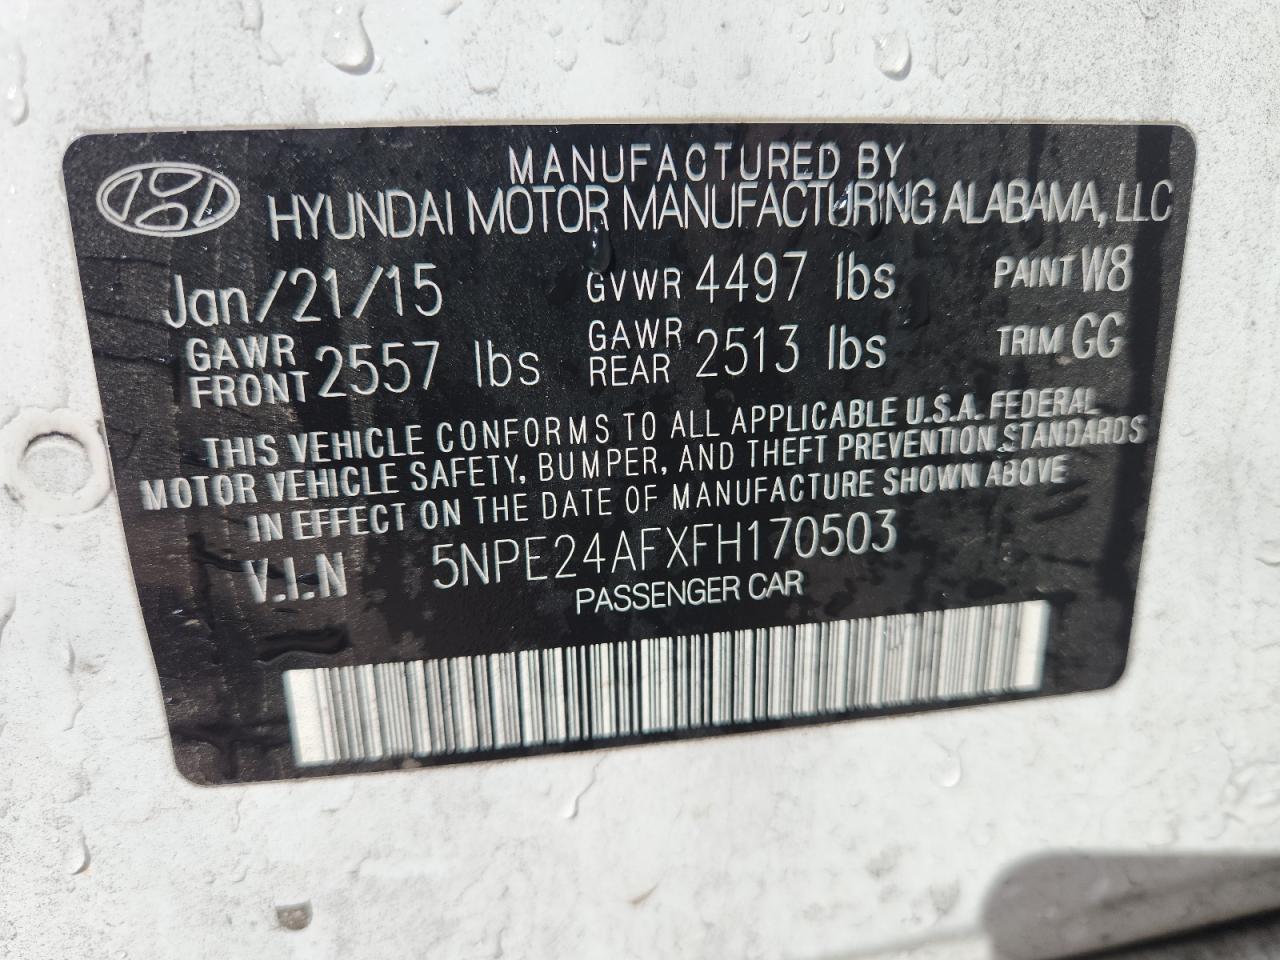 MANUFACTURED BY
HYUNDAI MOTOR MANUFACTURING ALABAMA, LLC
Jan/21/15 GVWR 4497 lbs PAINT W8
GAWR FRONT 2557 lbs GAWR REAR 2513 lbs TRIM GG
THIS VEHICLE CONFORMS TO ALL APPLICABLE U.S.A. FEDERAL
MOTOR VEHICLE SAFETY, BUMPER, AND THEFT PREVENTION STANDARDS
IN EFFECT ON THE DATE OF MANUFACTURE SHOWN ABOVE
V.I.N 5NPE24AFXFH170503
PASSENGER CAR